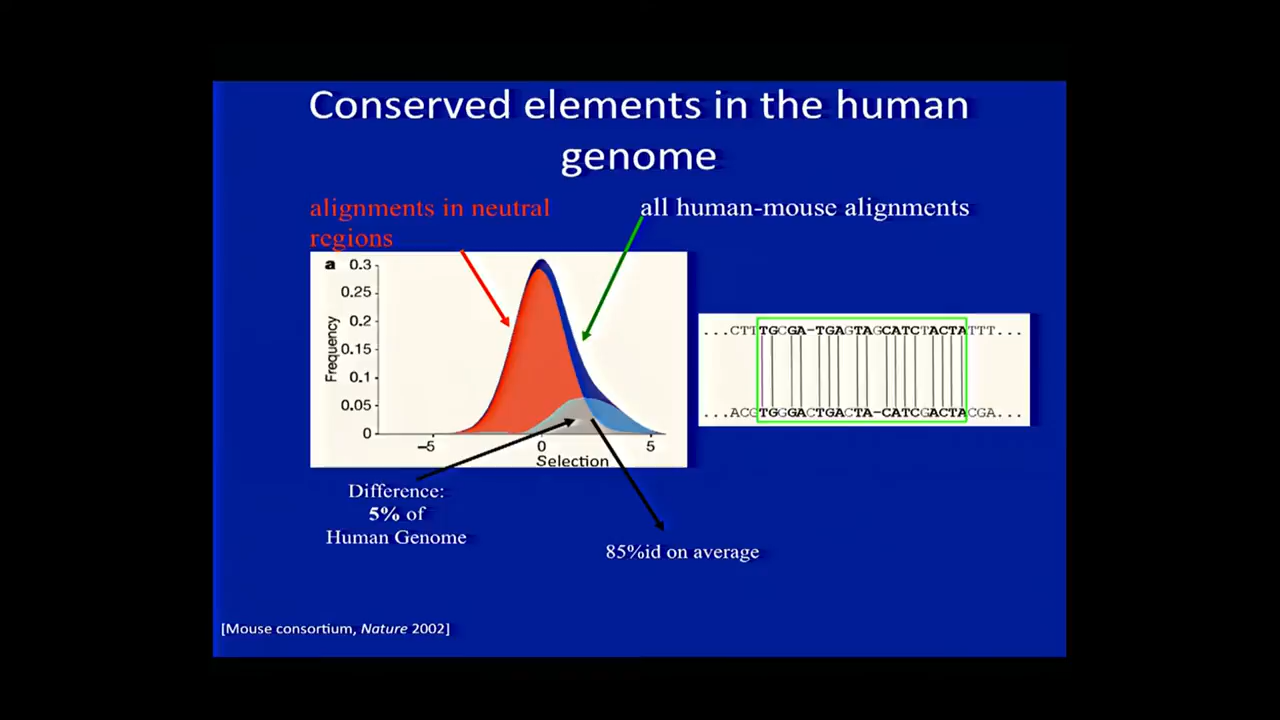 Conserved elements in the human
genome
alignments in neutral
regions
all human-mouse alignments
a
0.3
0.25
0.2
0.15
0.1
0.05
0
Frequency
−5
0
5
Selection
...CTTTGCGA-TGAGTAGCATCTACTATTT...
...ACGTGGGACTGACTA-CATCGACTACGA...
Difference:
5% of
Human Genome
85%id on average
[Mouse consortium, Nature 2002]